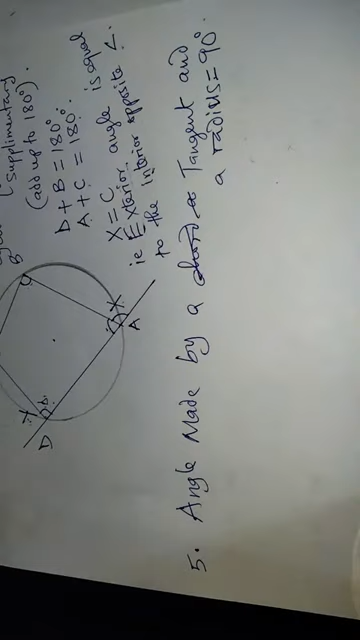 (Supplimentary
(add up to 180°).
D + B = 180°.
A + C = 180°.
X = C
ie Exterior angle is equal
to the Interior opposite <.
B
X
A
X
D
5. Angle Made by a Tangent and
a radius = 90°